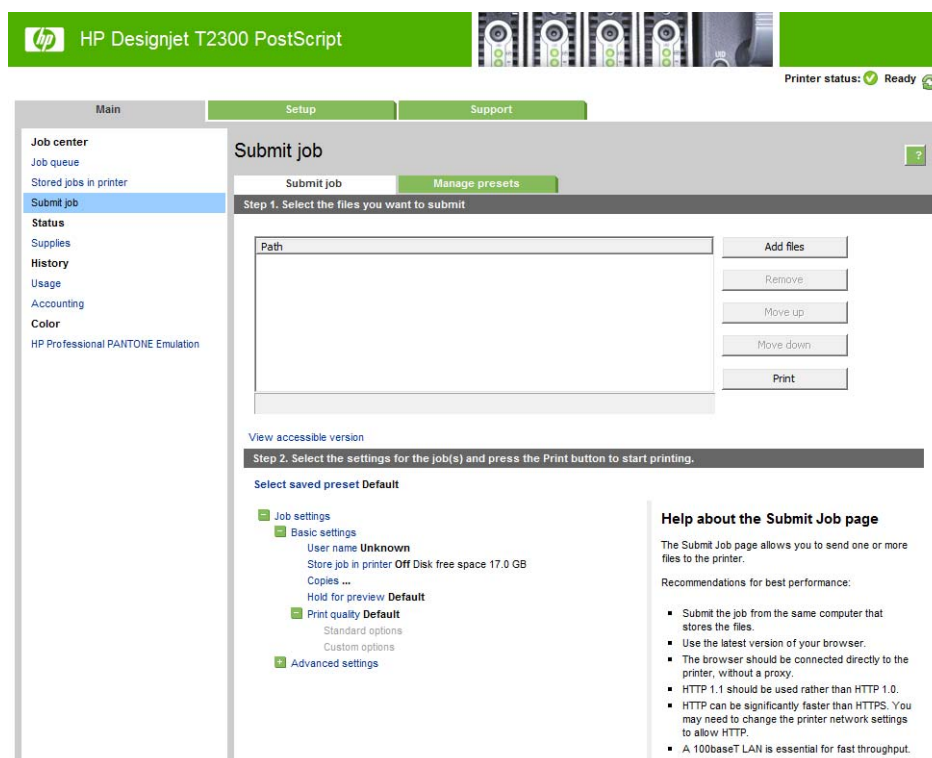 hp HP Designjet T2300 PostScript
UID
Printer status: Ready
Main Setup Support
Job center
Job queue
Stored jobs in printer
Submit job
Status
Supplies
History
Usage
Accounting
Color
HP Professional PANTONE Emulation
Submit job
?
Submit job Manage presets
Step 1. Select the files you want to submit
Path
Add files
Remove
Move up
Move down
Print
View accessible version
Step 2. Select the settings for the job(s) and press the Print button to start printing.
Select saved preset Default
Job settings
Basic settings
User name Unknown
Store job in printer Off Disk free space 17.0 GB
Copies ...
Hold for preview Default
Print quality Default
Standard options
Custom options
Advanced settings
Help about the Submit Job page
The Submit Job page allows you to send one or more
files to the printer.
Recommendations for best performance:
Submit the job from the same computer that
stores the files.
Use the latest version of your browser.
The browser should be connected directly to the
printer, without a proxy.
HTTP 1.1 should be used rather than HTTP 1.0.
HTTP can be significantly faster than HTTPS. You
may need to change the printer network settings
to allow HTTP.
A 100baseT LAN is essential for fast throughput.